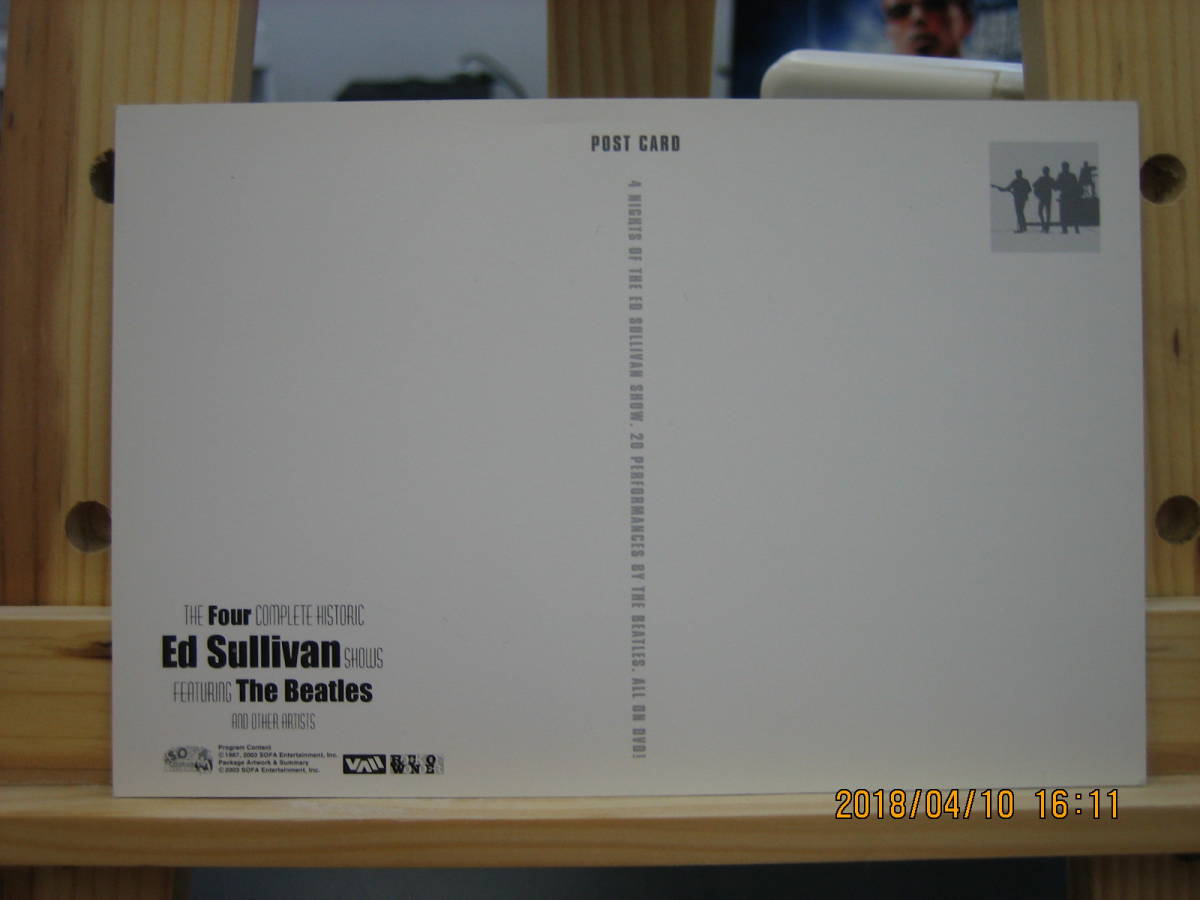 POST CARD
4 NIGHTS OF THE ED SULLIVAN SHOW. 20 PERFORMANCES BY THE BEATLES. ALL ON DVD!
THE Four COMPLETE HISTORIC
Ed Sullivan SHOWS
FEATURING The Beatles
AND OTHER ARTISTS
SOFA
Program Content
©1987, 2003 SOFA Entertainment, Inc.
Package Artwork & Summary
©2003 SOFA Entertainment, Inc.
2018/04/10 16:11